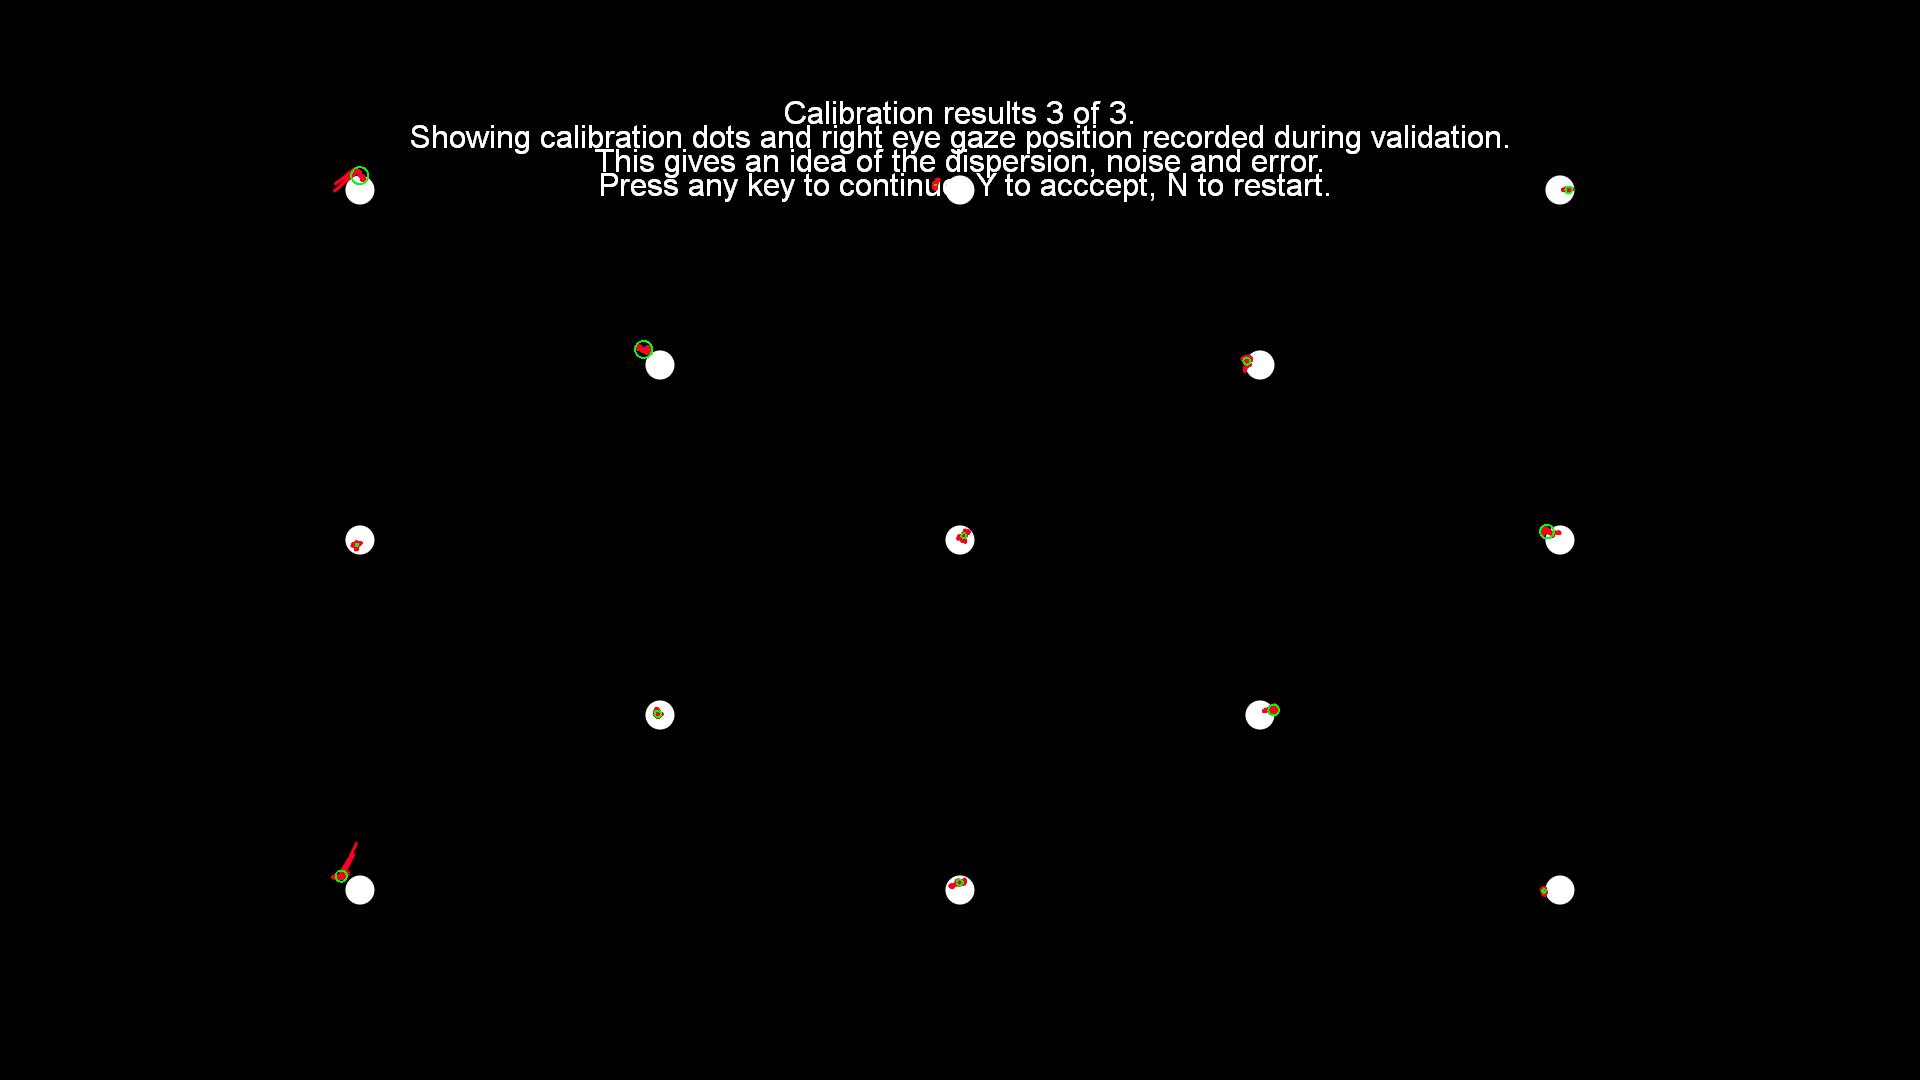 Calibration results 3 of 3.
Showing calibration dots and right eye gaze position recorded during validation.
This gives an idea of the dispersion, noise and error.
Press any key to continue Y to acccept, N to restart.